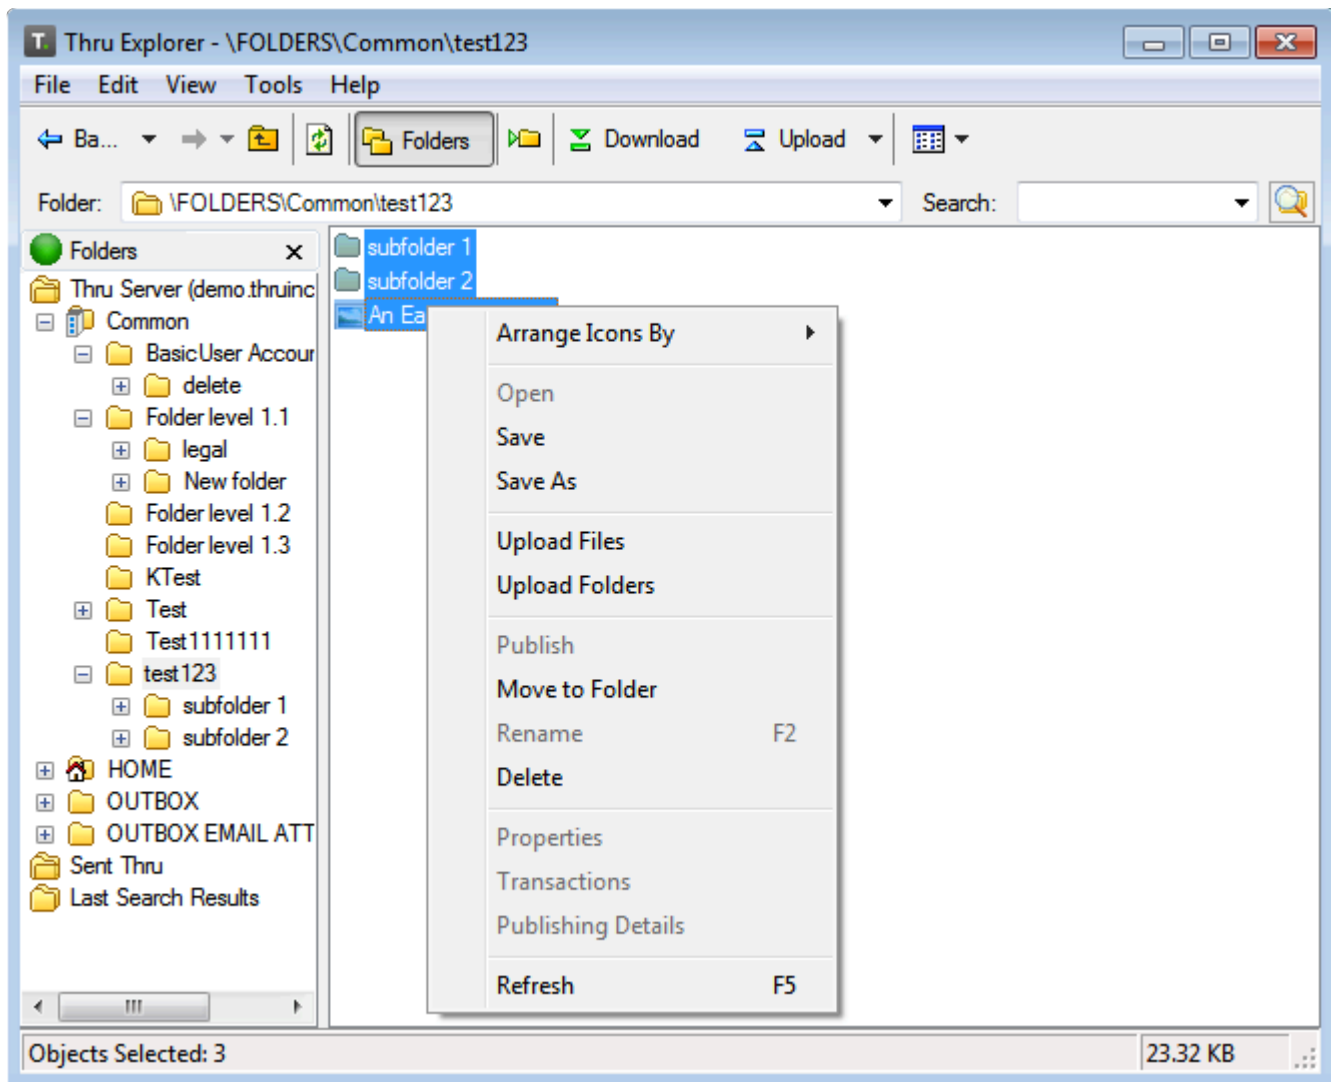 T. Thru Explorer - \FOLDERS\Common\test123
File Edit View Tools Help
Ba... Folders Download Upload
Folder: \FOLDERS\Common\test123 Search:
Folders
Thru Server (demo.thruinc
Common
BasicUser Accour
delete
Folder level 1.1
legal
New folder
Folder level 1.2
Folder level 1.3
KTest
Test
Test1111111
test123
subfolder 1
subfolder 2
HOME
OUTBOX
OUTBOX EMAIL ATT
Sent Thru
Last Search Results
subfolder 1
subfolder 2
An Ea
Arrange Icons By
Open
Save
Save As
Upload Files
Upload Folders
Publish
Move to Folder
Rename F2
Delete
Properties
Transactions
Publishing Details
Refresh F5
Objects Selected: 3 23.32 KB